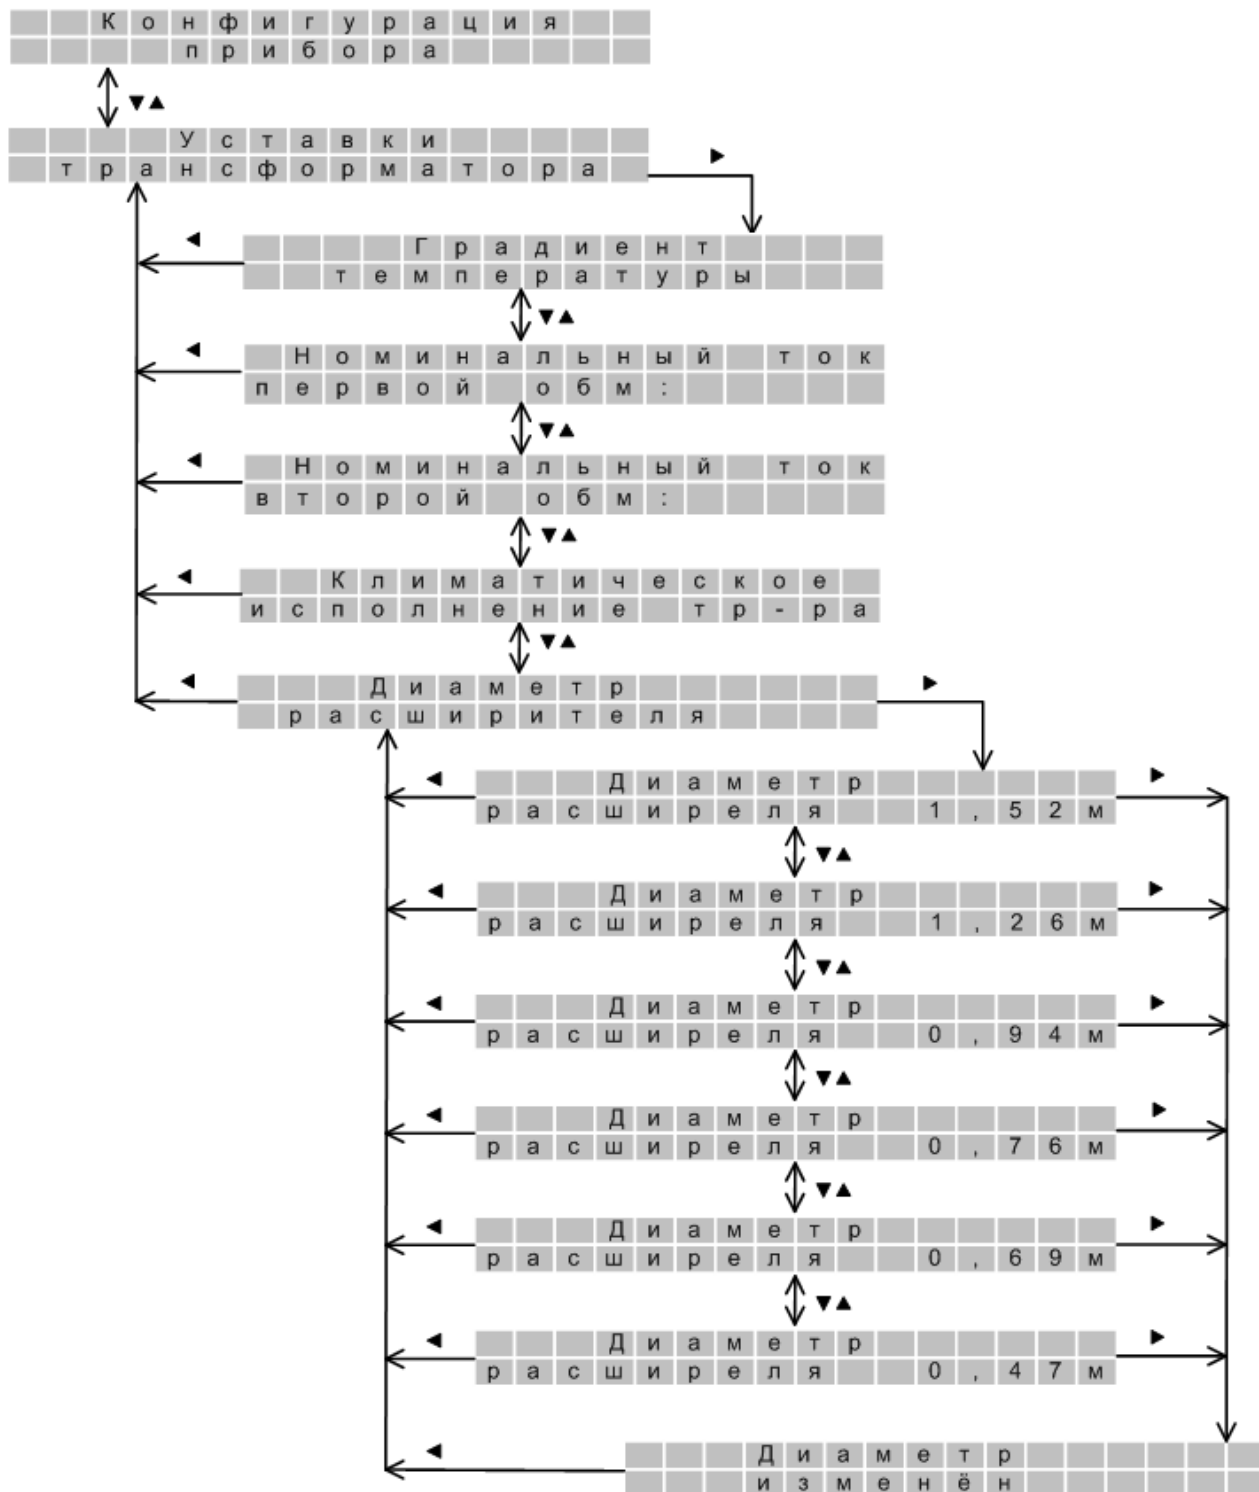 Конфигурация
прибора
▼▲
Уставки
трансформатора
►
◄
Градиент
температуры
▼▲
◄
Номинальный ток
первой обм:
▼▲
◄
Номинальный ток
второй обм:
▼▲
◄
Климатическое
исполнение тр-ра
▼▲
◄
Диаметр
расширителя
►
◄
Диаметр
►
расширеля 1,52м
▼▲
◄
Диаметр
►
расширеля 1,26м
▼▲
◄
Диаметр
►
расширеля 0,94м
▼▲
◄
Диаметр
►
расширеля 0,76м
▼▲
◄
Диаметр
►
расширеля 0,69м
▼▲
◄
Диаметр
►
расширеля 0,47м
◄
Диаметр
изменён